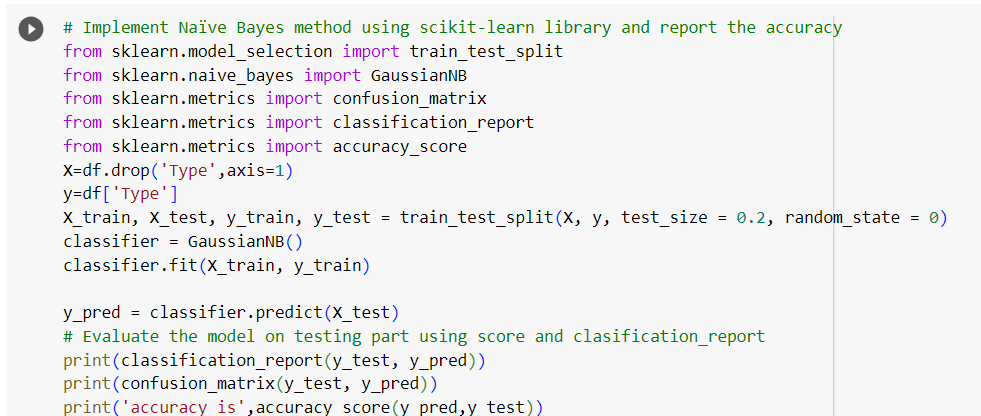 # Implement Naïve Bayes method using scikit-learn library and report the accuracy
from sklearn.model_selection import train_test_split
from sklearn.naive_bayes import GaussianNB
from sklearn.metrics import confusion_matrix
from sklearn.metrics import classification_report
from sklearn.metrics import accuracy_score
X=df.drop('Type',axis=1)
y=df['Type']
X_train, X_test, y_train, y_test = train_test_split(X, y, test_size = 0.2, random_state = 0)
classifier = GaussianNB()
classifier.fit(X_train, y_train)
y_pred = classifier.predict(X_test)
# Evaluate the model on testing part using score and clasification_report
print(classification_report(y_test, y_pred))
print(confusion_matrix(y_test, y_pred))
print('accuracy is',accuracy_score(y_pred,y_test))